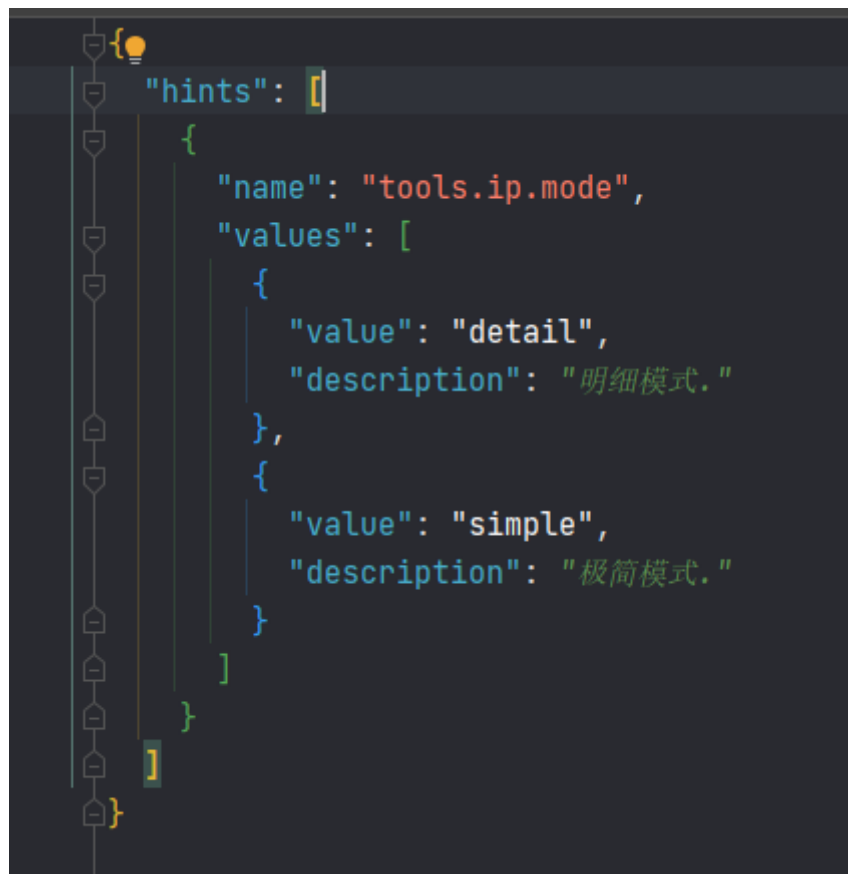 {
"hints": [
{
"name": "tools.ip.mode",
"values": [
{
"value": "detail",
"description": "明细模式."
},
{
"value": "simple",
"description": "极简模式."
}
]
}
]
}